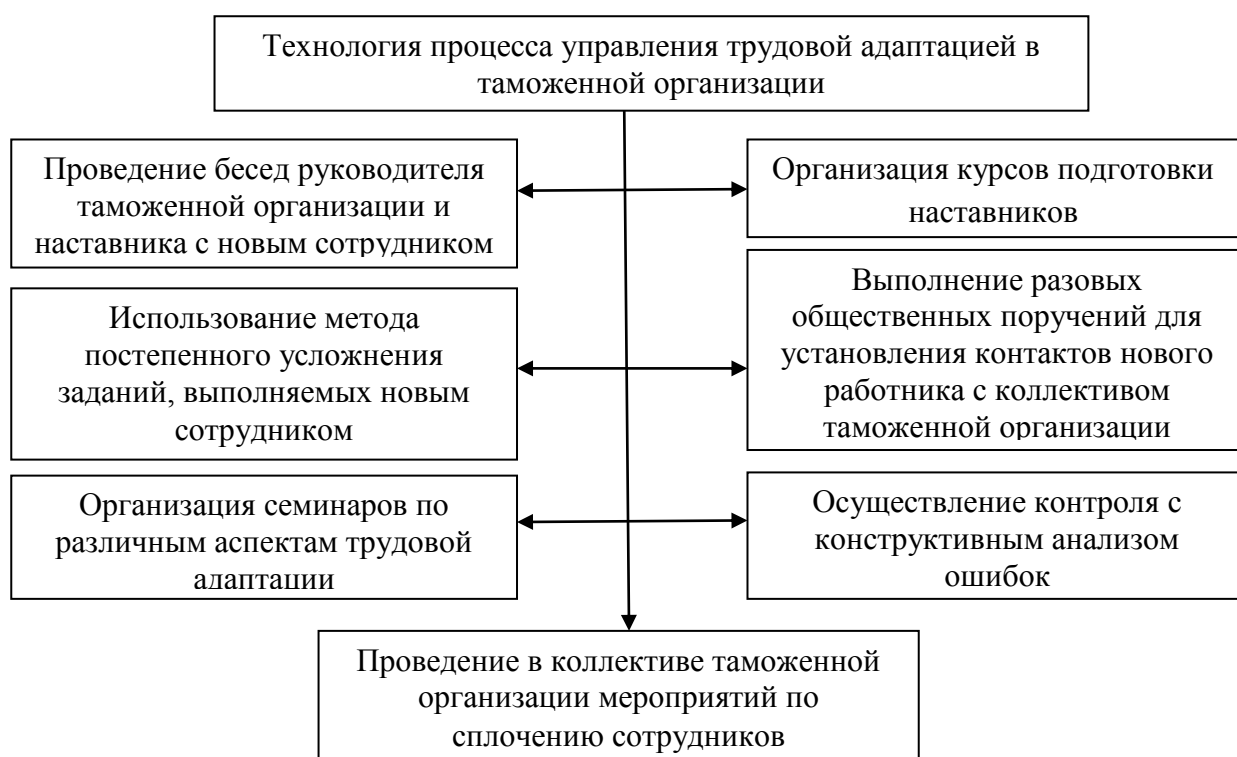 Технология процесса управления трудовой адаптацией в
таможенной организации
Проведение бесед руководителя
таможенной организации и
наставника с новым сотрудником
Организация курсов подготовки
наставников
Использование метода
постепенного усложнения
заданий, выполняемых новым
сотрудником
Выполнение разовых
общественных поручений для
установления контактов нового
работника с коллективом
таможенной организации
Организация семинаров по
различным аспектам трудовой
адаптации
Осуществление контроля с
конструктивным анализом
ошибок
Проведение в коллективе таможенной
организации мероприятий по
сплочению сотрудников